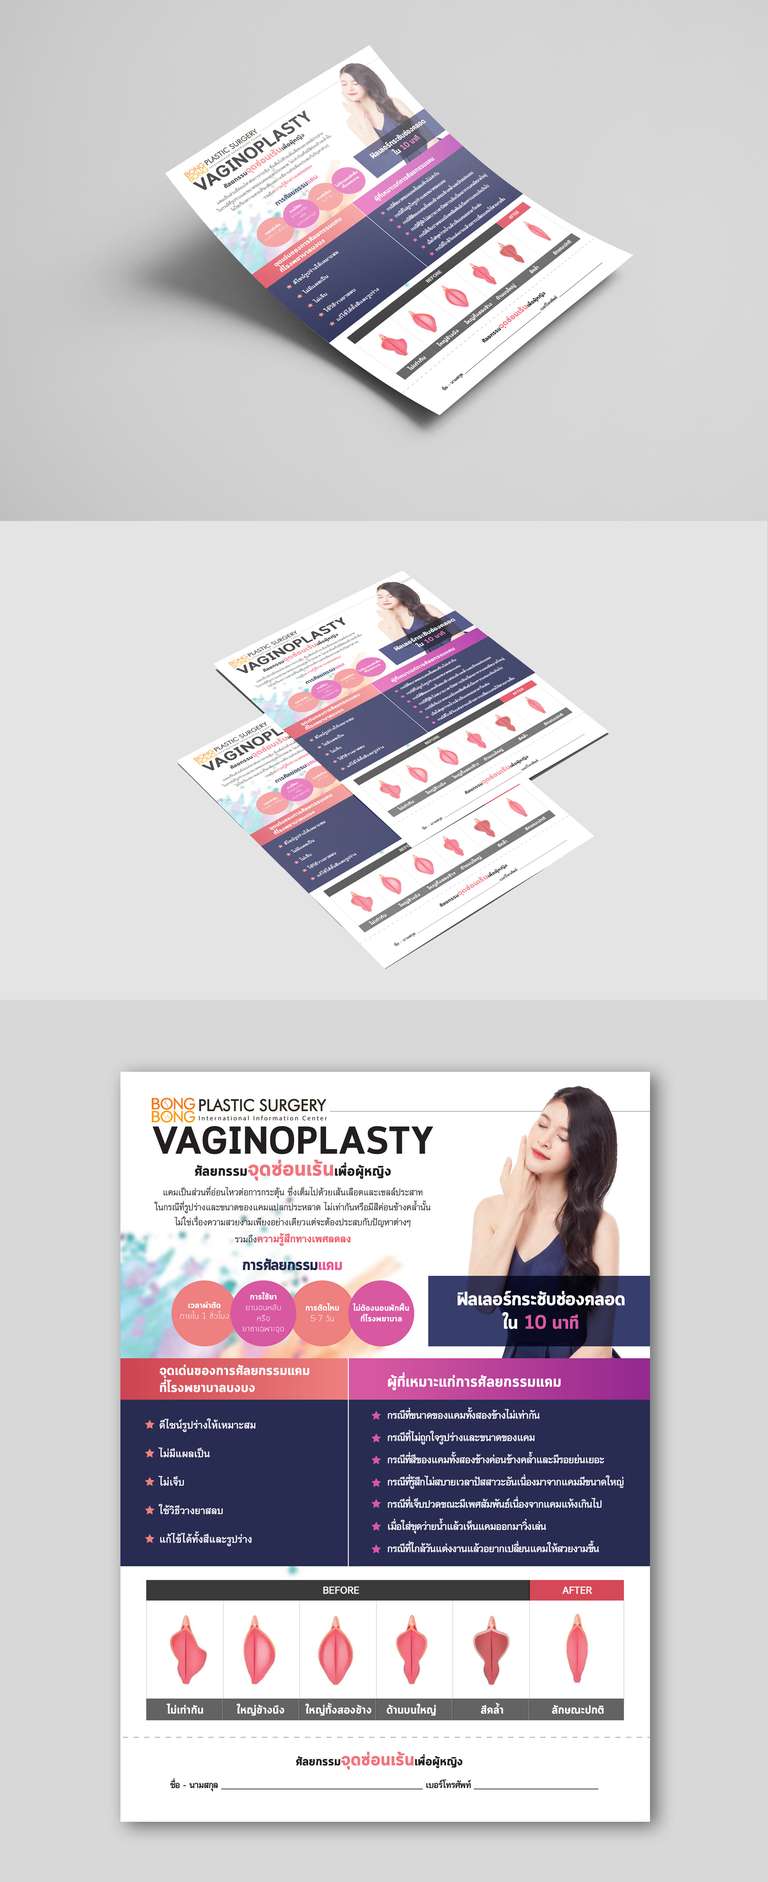 BONG
BONG
PLASTIC SURGERY
International Information Center
VAGINOPLASTY
ศัลยกรรมจุดซ่อนเร้นเพื่อผู้หญิง
แคมเป็นส่วนที่อ่อนไหวต่อการกระตุ้น ซึ่งเต็มไปด้วยเส้นเลือดและเซลล์ประสาท
ในกรณีที่รูปร่างและขนาดของแคมแปลกประหลาด ไม่เท่ากันหรือมีสีค่อนข้างคล้ำนั้น
ไม่ใช่เรื่องความสวยงามเพียงอย่างเดียวแต่จะต้องประสบกับปัญหาต่างๆ
รวมถึงความรู้สึกทางเพศลดลง
การศัลยกรรมแคม
เวลาผ่าตัด
ภายใน 1 ชั่วโมง
การใช้ยา
ยานอนหลับ
หรือ
ยาชาเฉพาะจุด
การตัดไหม
5-7 วัน
ไม่ต้องนอนพักฟื้น
ที่โรงพยาบาล
ฟิลเลอร์กระชับช่องคลอด
ใน 10 นาที
จุดเด่นของการศัลยกรรมแคม
ที่โรงพยาบาลบงบง
ดีไซน์รูปร่างให้เหมาะสม
ไม่มีแผลเป็น
ไม่เจ็บ
ใช้วิธีวางยาสลบ
แก้ไขได้ทั้งสีและรูปร่าง
ผู้ที่เหมาะแก่การศัลยกรรมแคม
กรณีที่ขนาดของแคมทั้งสองข้างไม่เท่ากัน
กรณีที่ไม่ถูกใจรูปร่างและขนาดของแคม
กรณีที่สีของแคมทั้งสองข้างค่อนข้างคล้ำและมีรอยย่นเยอะ
กรณีที่รู้สึกไม่สบายเวลาปัสสาวะอันเนื่องมาจากแคมมีขนาดใหญ่
กรณีที่เจ็บปวดขณะมีเพศสัมพันธ์เนื่องจากแคมแห้งเกินไป
เมื่อใส่ชุดว่ายน้ำแล้วเห็นแคมออกมาวิ่งเล่น
กรณีที่ใกล้วันแต่งงานแล้วอยากเปลี่ยนแคมให้สวยงามขึ้น
BEFORE
AFTER
ไม่เท่ากัน
ใหญ่ข้างนึง
ใหญ่ทั้งสองข้าง
ด้านบนใหญ่
สีคล้ำ
ลักษณะปกติ
ศัลยกรรมจุดซ่อนเร้นเพื่อผู้หญิง
ชื่อ - นามสกุล
เบอร์โทรศัพท์